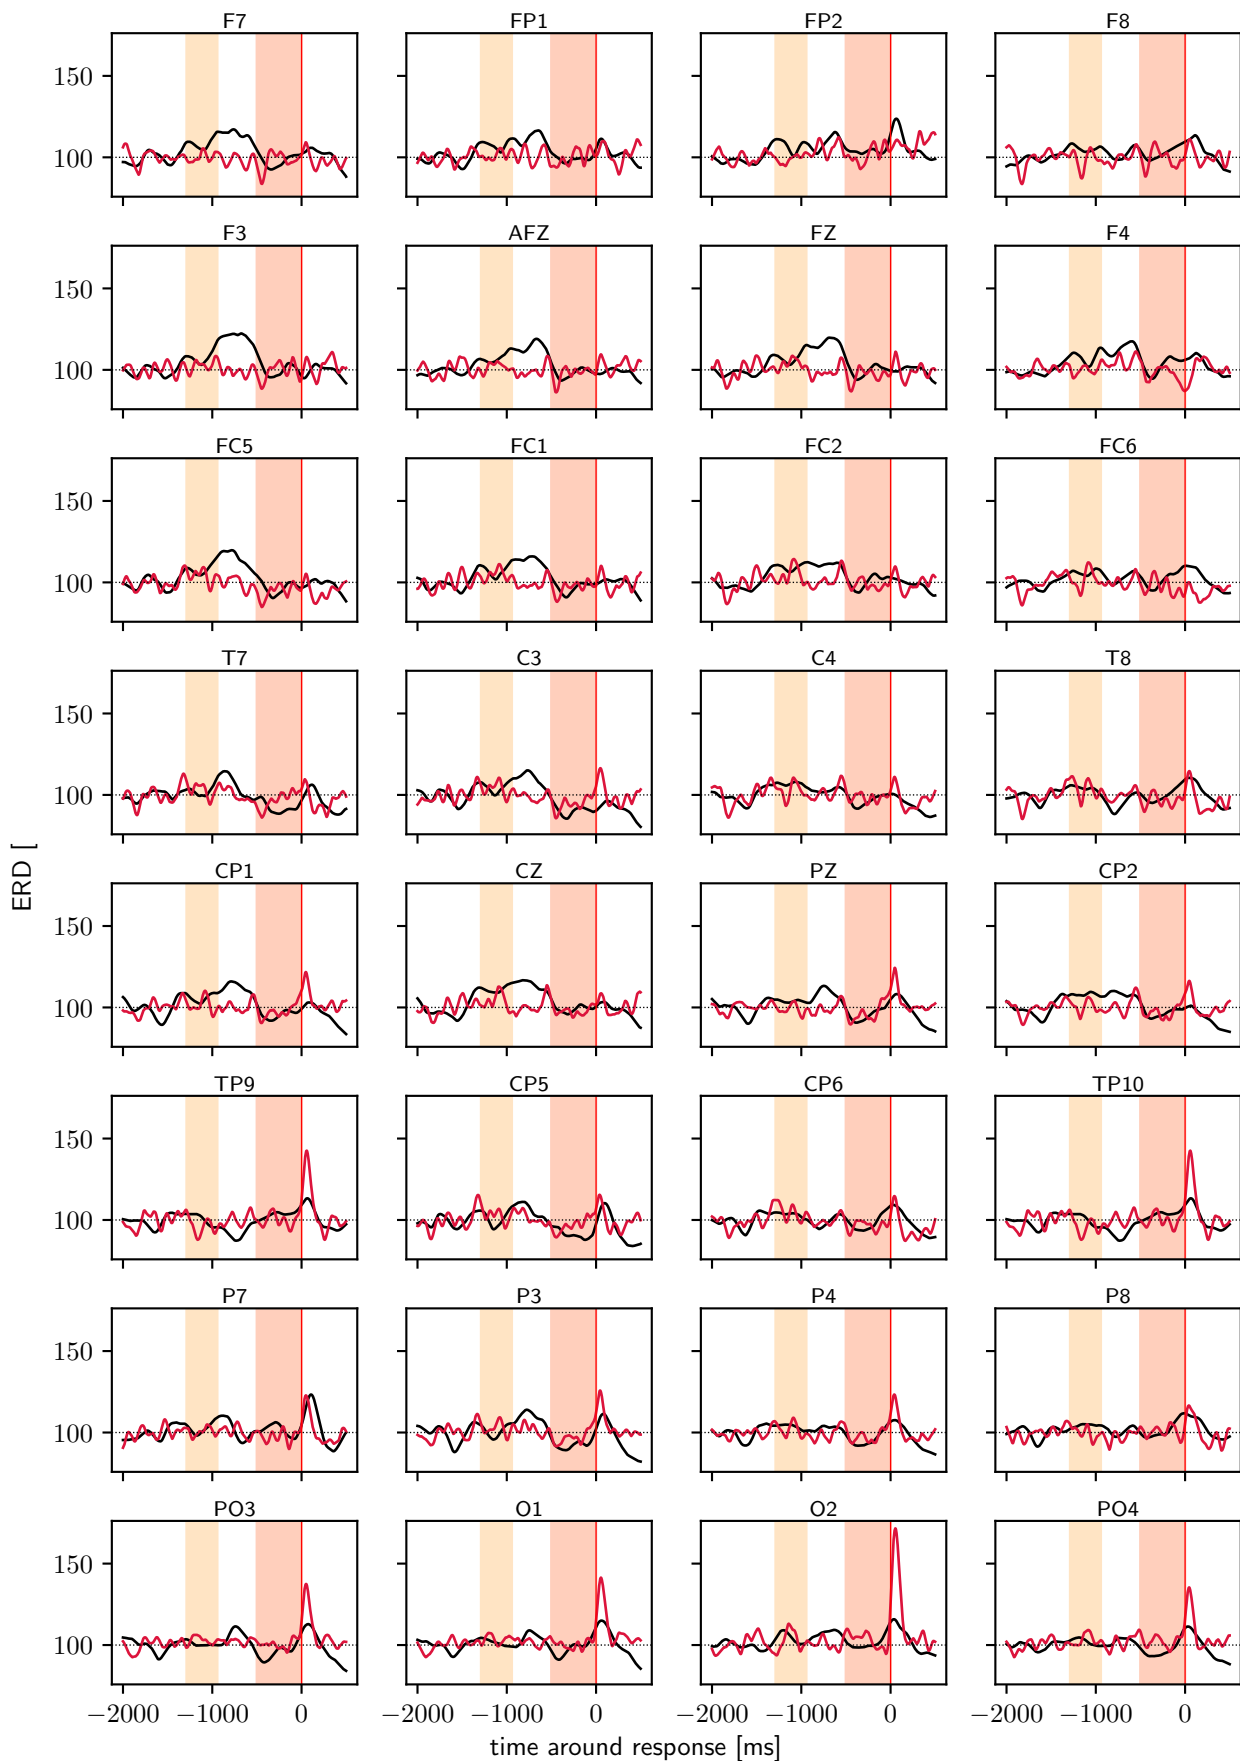 F7 FP1 FP2 F8
150
100
F3 AFZ FZ F4
150
100
FC5 FC1 FC2 FC6
150
100
T7 C3 C4 T8
150
100
ERD [
CP1 CZ PZ CP2
150
100
TP9 CP5 CP6 TP10
150
100
P7 P3 P4 P8
150
100
PO3 O1 O2 PO4
150
100
−2000 −1000 0 −2000 −1000 0 −2000 −1000 0 −2000 −1000 0
time around response [ms]